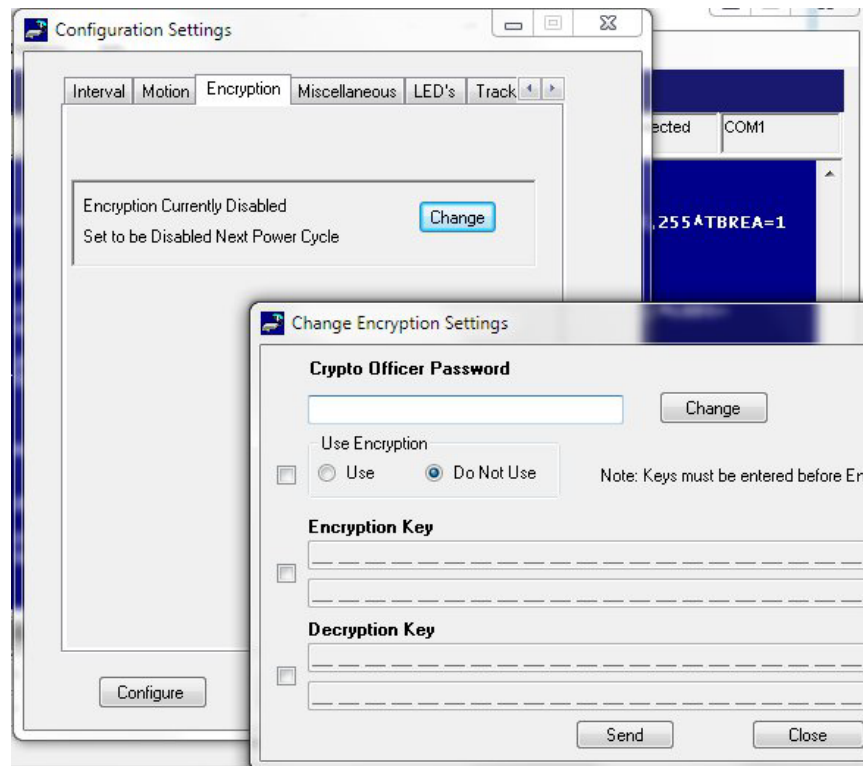 Configuration Settings
Interval Motion Encryption Miscellaneous LED's Track
ected COM1
Encryption Currently Disabled
Set to be Disabled Next Power Cycle
Change
255^TBREA=1
Change Encryption Settings
Crypto Officer Password
Change
Use Encryption
Use Do Not Use
Note: Keys must be entered before Er
Encryption Key
Decryption Key
Configure
Send Close